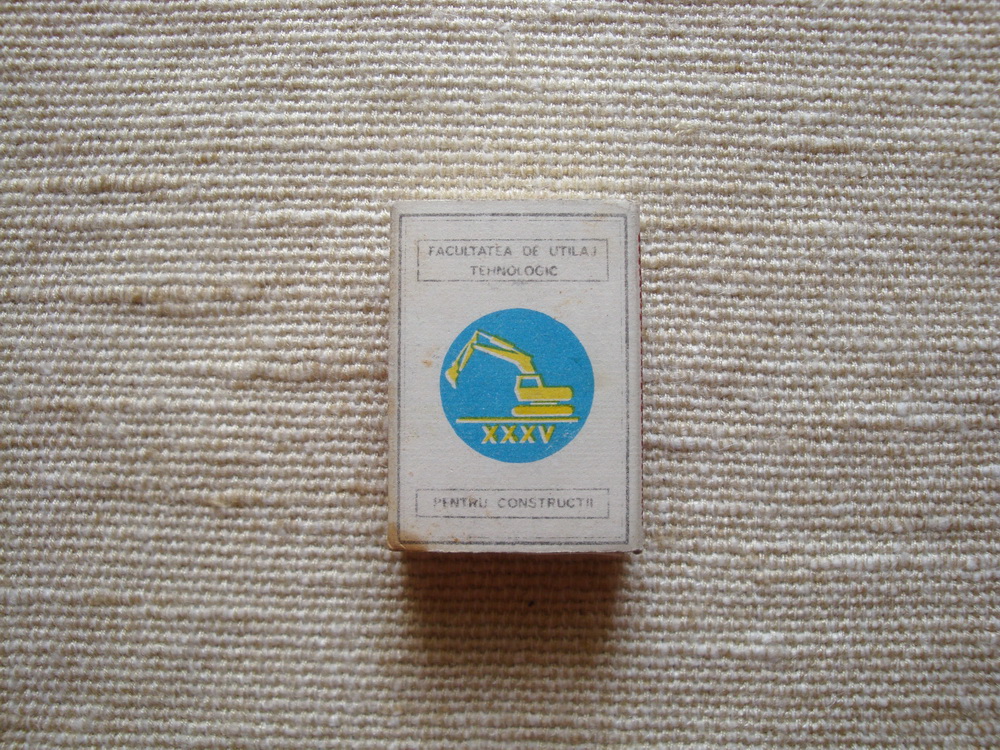 FACULTATEA DE UTILAJ
TEHNOLOGIC
XXXV
PENTRU CONSTRUCTII